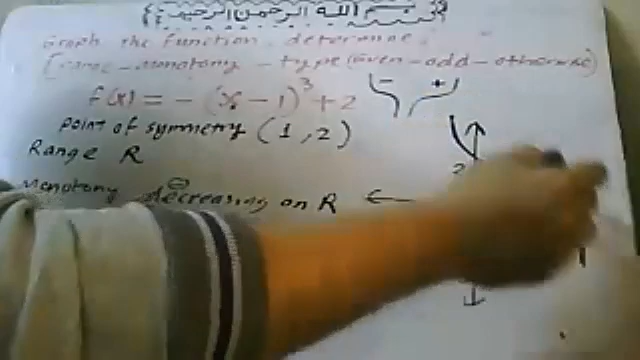 بسم الله الرحمن الرحيم
Graph the function, determine:
[range - monotony - type (even - odd - otherwise)
f(x) = - (x - 1)³ + 2
- +
point of symmetry (1, 2)
Range R
Monotony decreasing on R
2